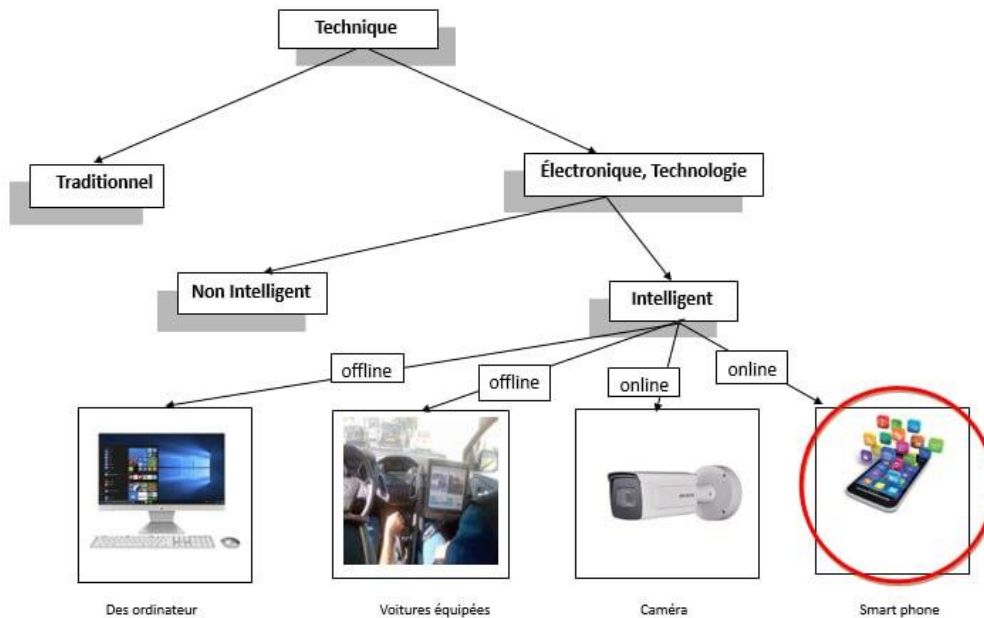 Technique
Traditionnel
Électronique, Technologie
Non Intelligent
Intelligent
offline
offline
online
online
Des ordinateur
Voitures équipées
Caméra
Smart phone